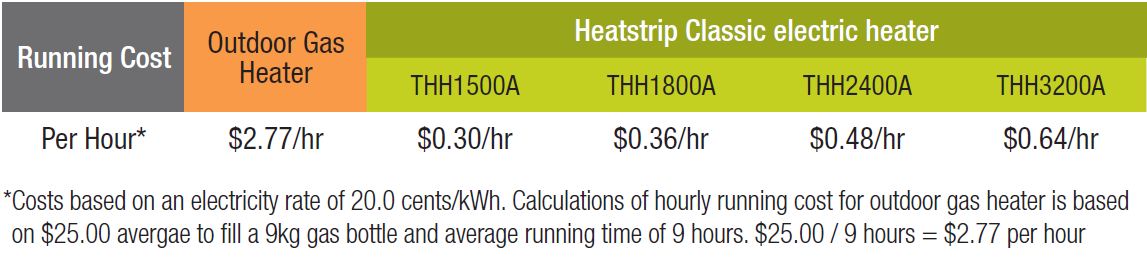 Running Cost
Outdoor Gas
Heater
Heatstrip Classic electric heater
THH1500A THH1800A THH2400A THH3200A
Per Hour* $2.77/hr $0.30/hr $0.36/hr $0.48/hr $0.64/hr
*Costs based on an electricity rate of 20.0 cents/kWh. Calculations of hourly running cost for outdoor gas heater is based
on $25.00 avergae to fill a 9kg gas bottle and average running time of 9 hours. $25.00 / 9 hours = $2.77 per hour